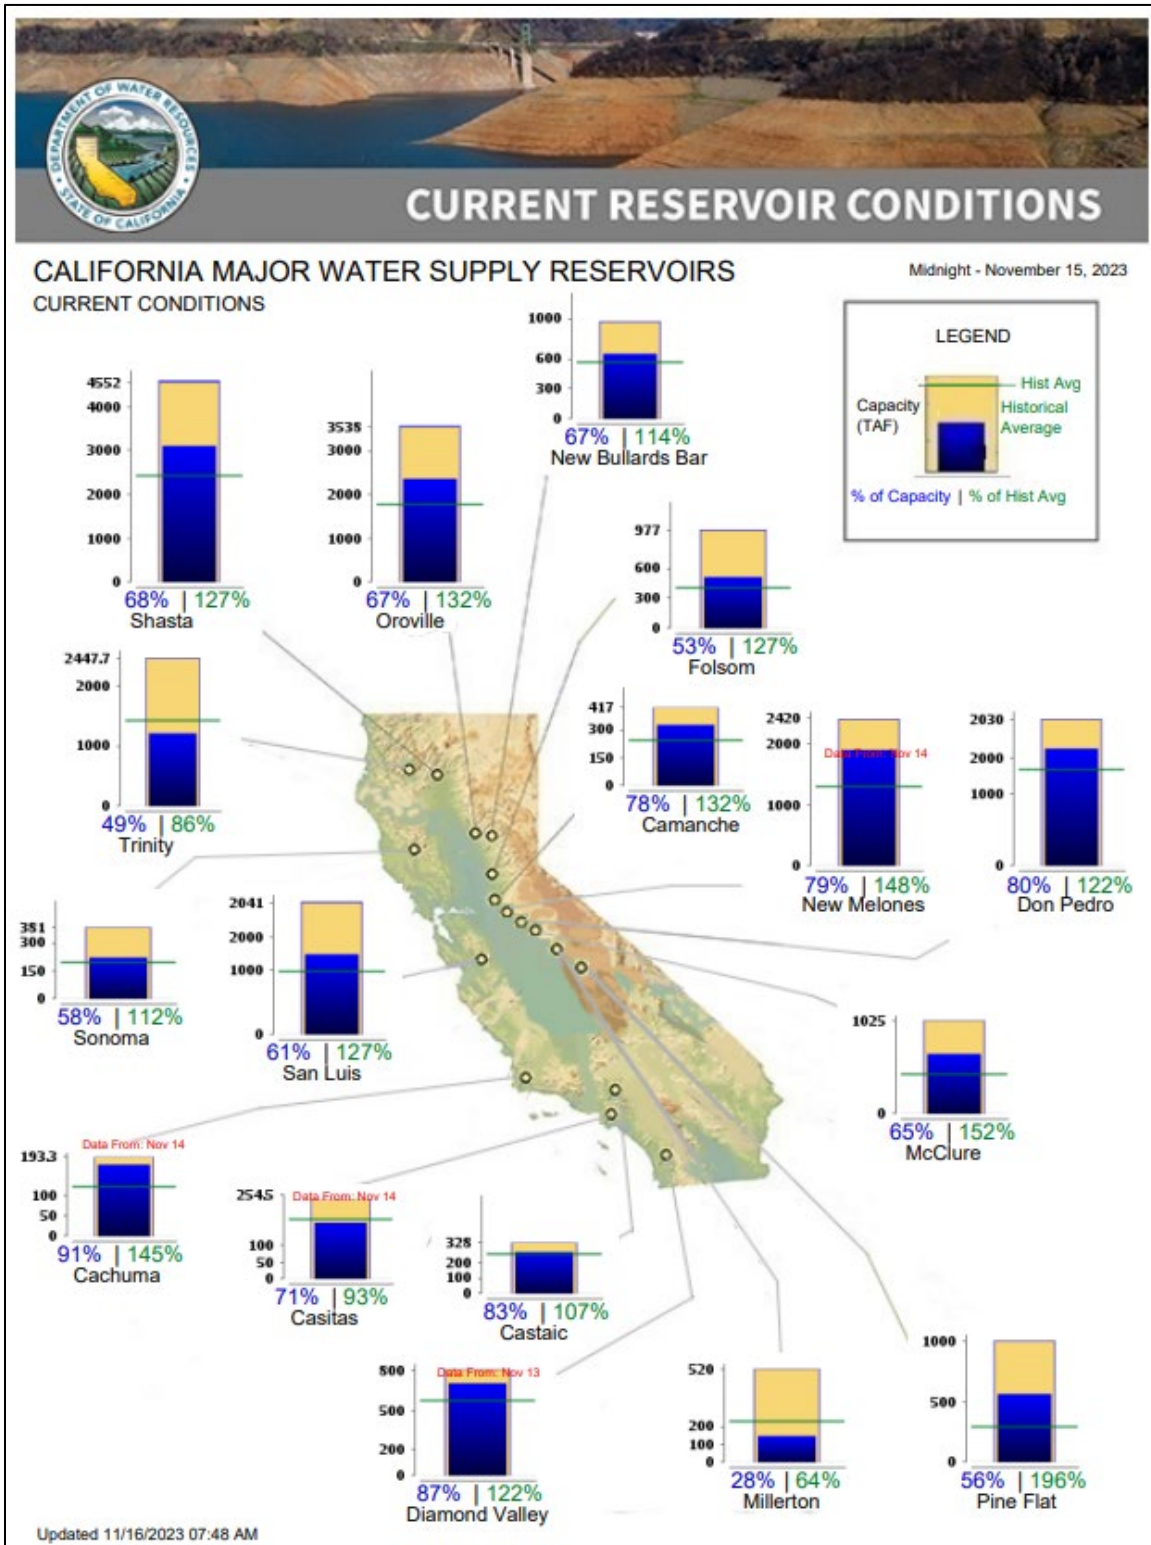 DEPARTMENT OF WATER RESOURCES
STATE OF CALIFORNIA
CURRENT RESERVOIR CONDITIONS
CALIFORNIA MAJOR WATER SUPPLY RESERVOIRS
Midnight - November 15, 2023
CURRENT CONDITIONS
LEGEND
Hist Avg
Capacity
(TAF)
Historical
Average
% of Capacity | % of Hist Avg
1000
600
300
0
67% | 114%
New Bullards Bar
4552
4000
3000
2000
1000
0
68% | 127%
Shasta
3538
3000
2000
1000
0
67% | 132%
Oroville
977
600
300
0
53% | 127%
Folsom
2447.7
2000
1000
0
49% | 86%
Trinity
417
300
150
0
78% | 132%
Camanche
2420
2000
1000
0
Data From: Nov 14
79% | 148%
New Melones
2030
2000
1000
0
80% | 122%
Don Pedro
381
300
150
0
58% | 112%
Sonoma
2041
2000
1000
0
61% | 127%
San Luis
1025
0
65% | 152%
McClure
Data From: Nov 14
193.3
100
50
0
91% | 145%
Cachuma
254.5
Data From: Nov 14
100
50
0
71% | 93%
Casitas
328
200
100
0
83% | 107%
Castaic
800
Data From: Nov 13
500
200
0
87% | 122%
Diamond Valley
520
200
100
0
28% | 64%
Millerton
1000
500
0
56% | 196%
Pine Flat
Updated 11/16/2023 07:48 AM